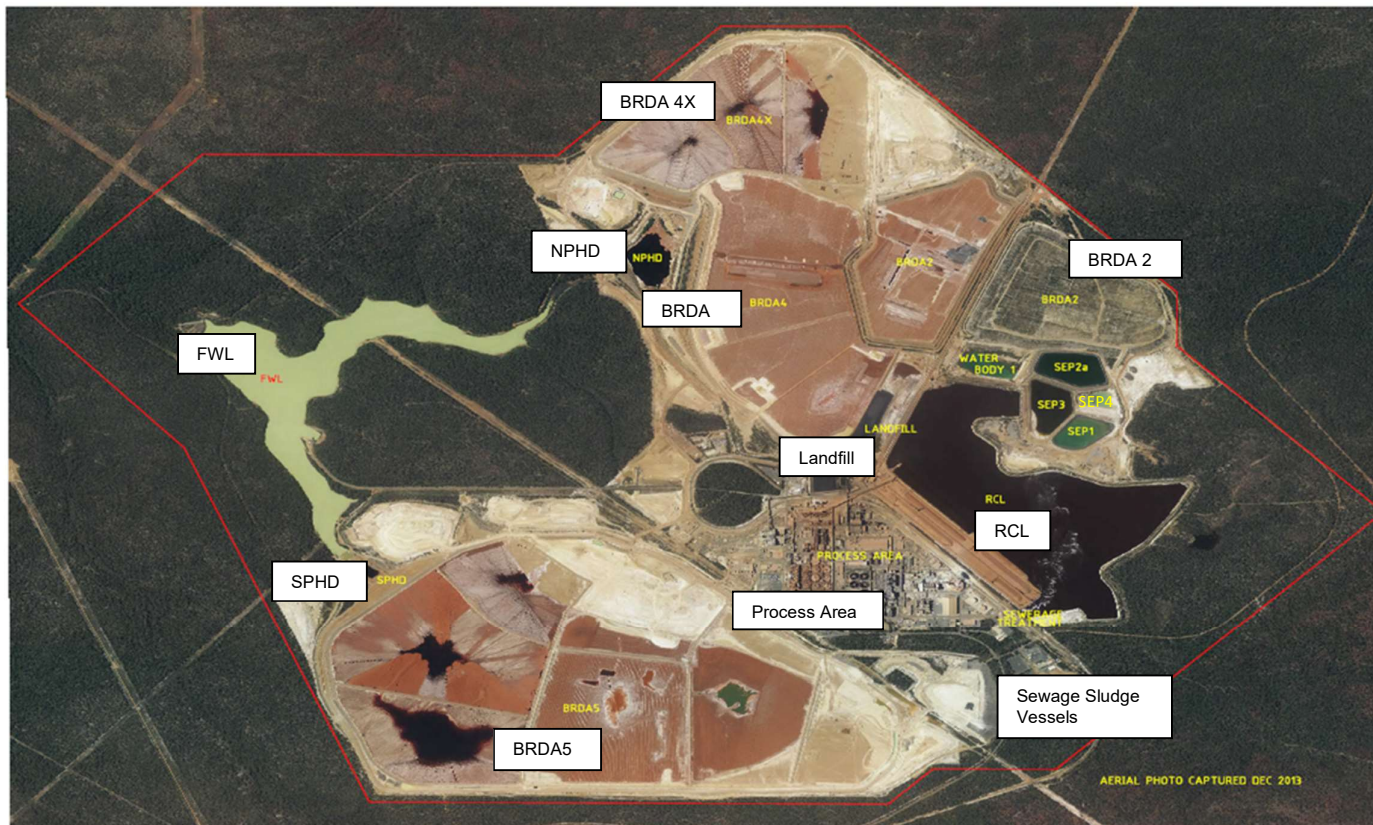 BRDA 4X
BRDA4X
NPHD
NPHD
BRDA 2
BRDA2
BRDA2
BRDA
BRDA4
FWL
FWL
WATER
BODY 1
SEP2a
SEP3
SEP4
SEP1
LANDFILL
Landfill
RCL
RCL
PROCESS AREA
Process Area
SPHD
SPHD
SEWERAGE
TREATMENT
Sewage Sludge
Vessels
BRDA5
BRDA5
AERIAL PHOTO CAPTURED DEC 2013